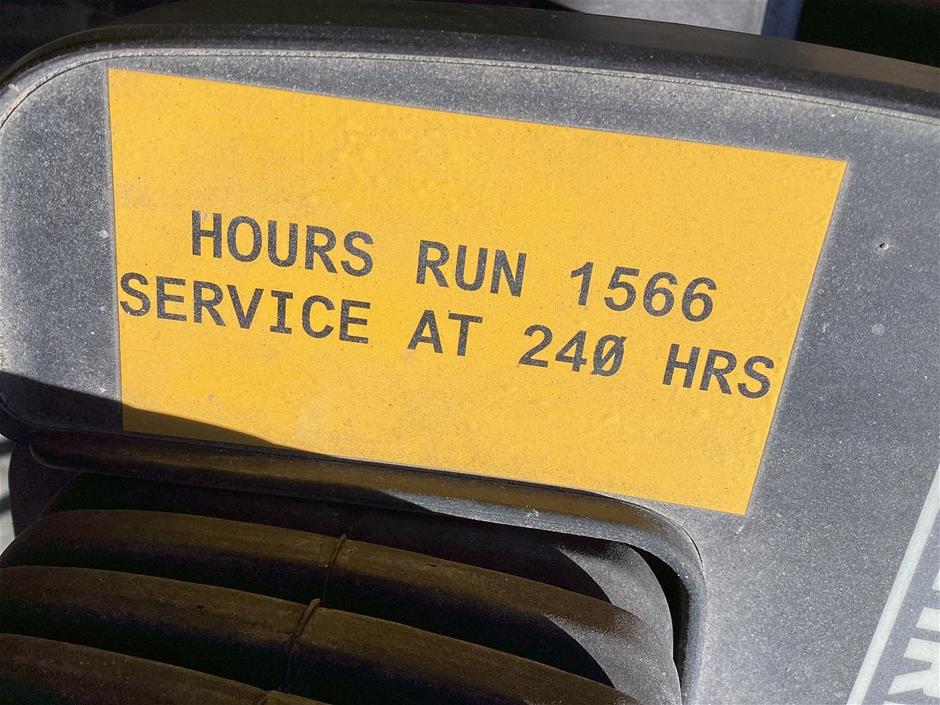 HOURS RUN 1566
SERVICE AT 240 HRS